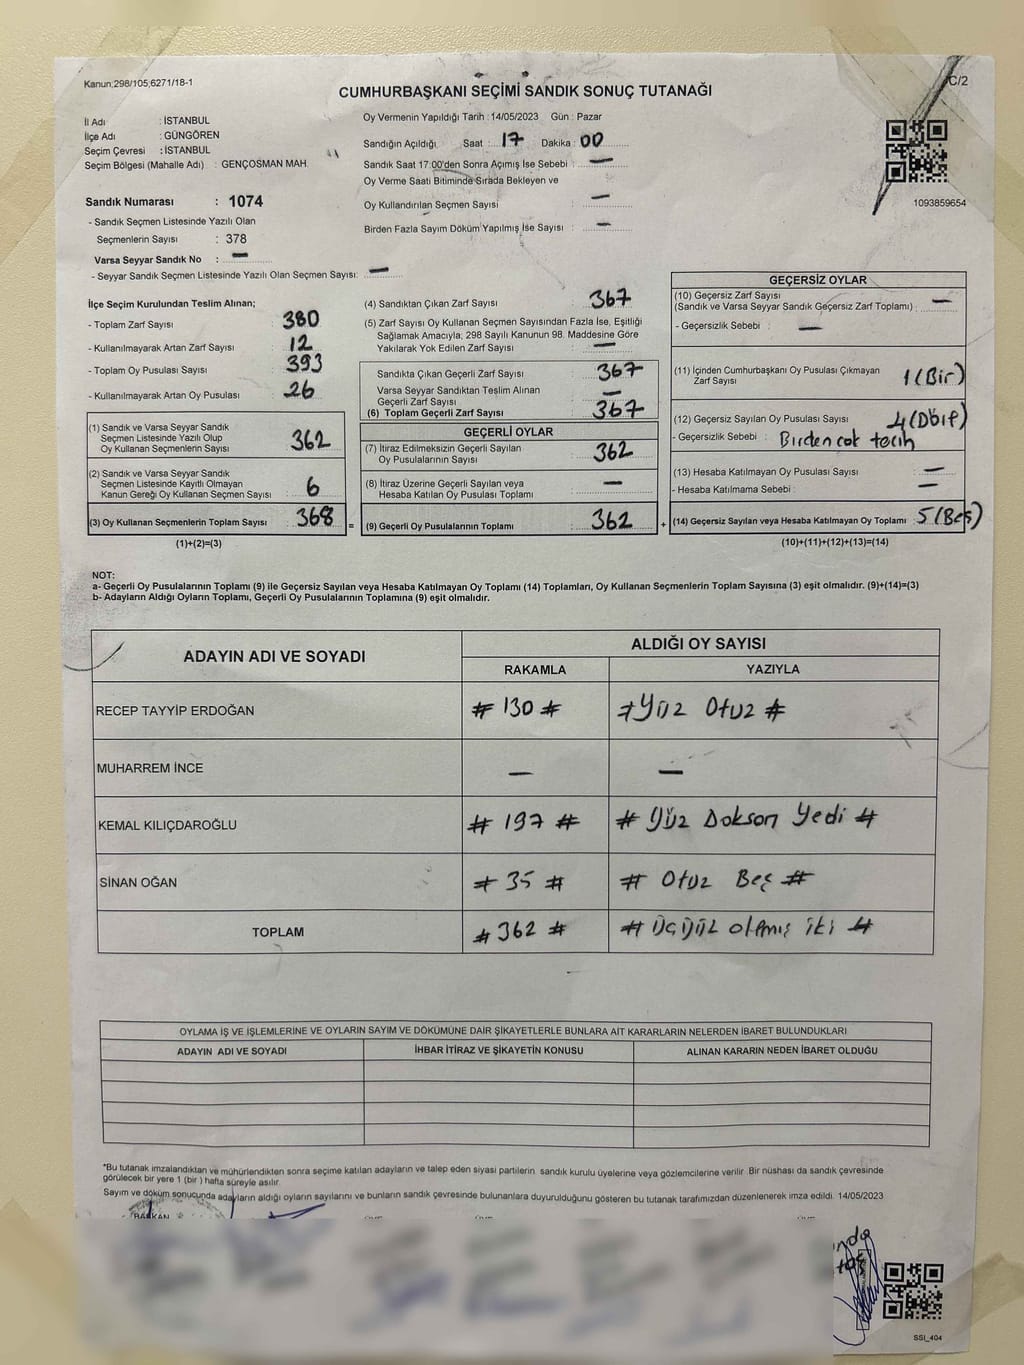 Kanun;298/105;6271/18-1
C/2
CUMHURBAŞKANI SEÇİMİ SANDIK SONUÇ TUTANAĞI
İl Adı : İSTANBUL
İlçe Adı : GÜNGÖREN
Seçim Çevresi : İSTANBUL
Seçim Bölgesi (Mahalle Adı) : GENÇOSMAN MAH.
Sandık Numarası : 1074
- Sandık Seçmen Listesinde Yazılı Olan
Seçmenlerin Sayısı : 378
Varsa Seyyar Sandık No : —
- Seyyar Sandık Seçmen Listesinde Yazılı Olan Seçmen Sayısı: —
Oy Vermenin Yapıldığı Tarih : 14/05/2023 Gün : Pazar
Sandığın Açıldığı Saat : 17 Dakika : 00
Sandık Saat 17:00'den Sonra Açımış İse Sebebi : —
Oy Verme Saati Bitiminde Sırada Bekleyen ve
Oy Kullandırılan Seçmen Sayısı : —
Birden Fazla Sayım Döküm Yapılmış İse Sayısı : —
1093859654
İlçe Seçim Kurulundan Teslim Alınan;
- Toplam Zarf Sayısı : 380
- Kullanılmayarak Artan Zarf Sayısı : 12
- Toplam Oy Pusulası Sayısı : 393
- Kullanılmayarak Artan Oy Pusulası : 26
(1) Sandık ve Varsa Seyyar Sandık
Seçmen Listesinde Yazılı Olup
Oy Kullanan Seçmenlerin Sayısı 362
(2) Sandık ve Varsa Seyyar Sandık
Seçmen Listesinde Kayıtlı Olmayan
Kanun Gereği Oy Kullanan Seçmen Sayısı 6
(3) Oy Kullanan Seçmenlerin Toplam Sayısı 368 =
(1)+(2)=(3)
(4) Sandıktan Çıkan Zarf Sayısı : 367
(5) Zarf Sayısı Oy Kullanan Seçmen Sayısından Fazla İse, Eşitliği
Sağlamak Amacıyla; 298 Sayılı Kanunun 98. Maddesine Göre
Yakılarak Yok Edilen Zarf Sayısı : —
Sandıkta Çıkan Geçerli Zarf Sayısı : 367
Varsa Seyyar Sandıktan Teslim Alınan
Geçerli Zarf Sayısı : —
(6) Toplam Geçerli Zarf Sayısı : 367
GEÇERLİ OYLAR
(7) İtiraz Edilmeksizin Geçerli Sayılan
Oy Pusulalarının Sayısı : 362
(8) İtiraz Üzerine Geçerli Sayılan veya
Hesaba Katılan Oy Pusulası Toplamı : —
(9) Geçerli Oy Pusulalarının Toplamı : 362 +
GEÇERSİZ OYLAR
(10) Geçersiz Zarf Sayısı
(Sandık ve Varsa Seyyar Sandık Geçersiz Zarf Toplamı) : —
- Geçersizlik Sebebi : —
(11) İçinden Cumhurbaşkanı Oy Pusulası Çıkmayan
Zarf Sayısı : 1 (Bir)
(12) Geçersiz Sayılan Oy Pusulası Sayısı : 4 (Dört)
- Geçersizlik Sebebi : Birden çok tercih
(13) Hesaba Katılmayan Oy Pusulası Sayısı : —
- Hesaba Katılmama Sebebi : —
(14) Geçersiz Sayılan veya Hesaba Katılmayan Oy Toplamı : 5 (Beş)
(10)+(11)+(12)+(13)=(14)
NOT:
a- Geçerli Oy Pusulalarının Toplamı (9) ile Geçersiz Sayılan veya Hesaba Katılmayan Oy Toplamı (14) Toplamları, Oy Kullanan Seçmenlerin Toplam Sayısına (3) eşit olmalıdır. (9)+(14)=(3)
b- Adayların Aldığı Oyların Toplamı, Geçerli Oy Pusulalarının Toplamına (9) eşit olmalıdır.
ADAYIN ADI VE SOYADI ALDIĞI OY SAYISI
RAKAMLA YAZIYLA
RECEP TAYYİP ERDOĞAN # 130 # # Yüz Otuz #
MUHARREM İNCE — —
KEMAL KILIÇDAROĞLU # 197 # # Yüz Dokson Yedi #
SİNAN OĞAN # 35 # # Otuz Beş #
TOPLAM # 362 # # Üçyüz oltmış iki #
OYLAMA İŞ VE İŞLEMLERİNE VE OYLARIN SAYIM VE DÖKÜMÜNE DAİR ŞİKAYETLERLE BUNLARA AİT KARARLARIN NELERDEN İBARET BULUNDUKLARI
ADAYIN ADI VE SOYADI İHBAR İTİRAZ VE ŞİKAYETİN KONUSU ALINAN KARARIN NEDEN İBARET OLDUĞU
*Bu tutanak imzalandıktan ve mühürlendikten sonra seçime katılan adayların ve talep eden siyasi partilerin, sandık kurulu üyelerine veya gözlemcilerine verilir. Bir nüshası da sandık çevresinde
görülecek bir yere 1 (bir ) hafta süreyle asılır.
Sayım ve döküm sonucunda adayların aldığı oyların sayılarını ve bunların sandık çevresinde bulunanlara duyurulduğunu gösteren bu tutanak tarafımızdan düzenlenerek imza edildi. 14/05/2023
BAŞKAN
SSI_404